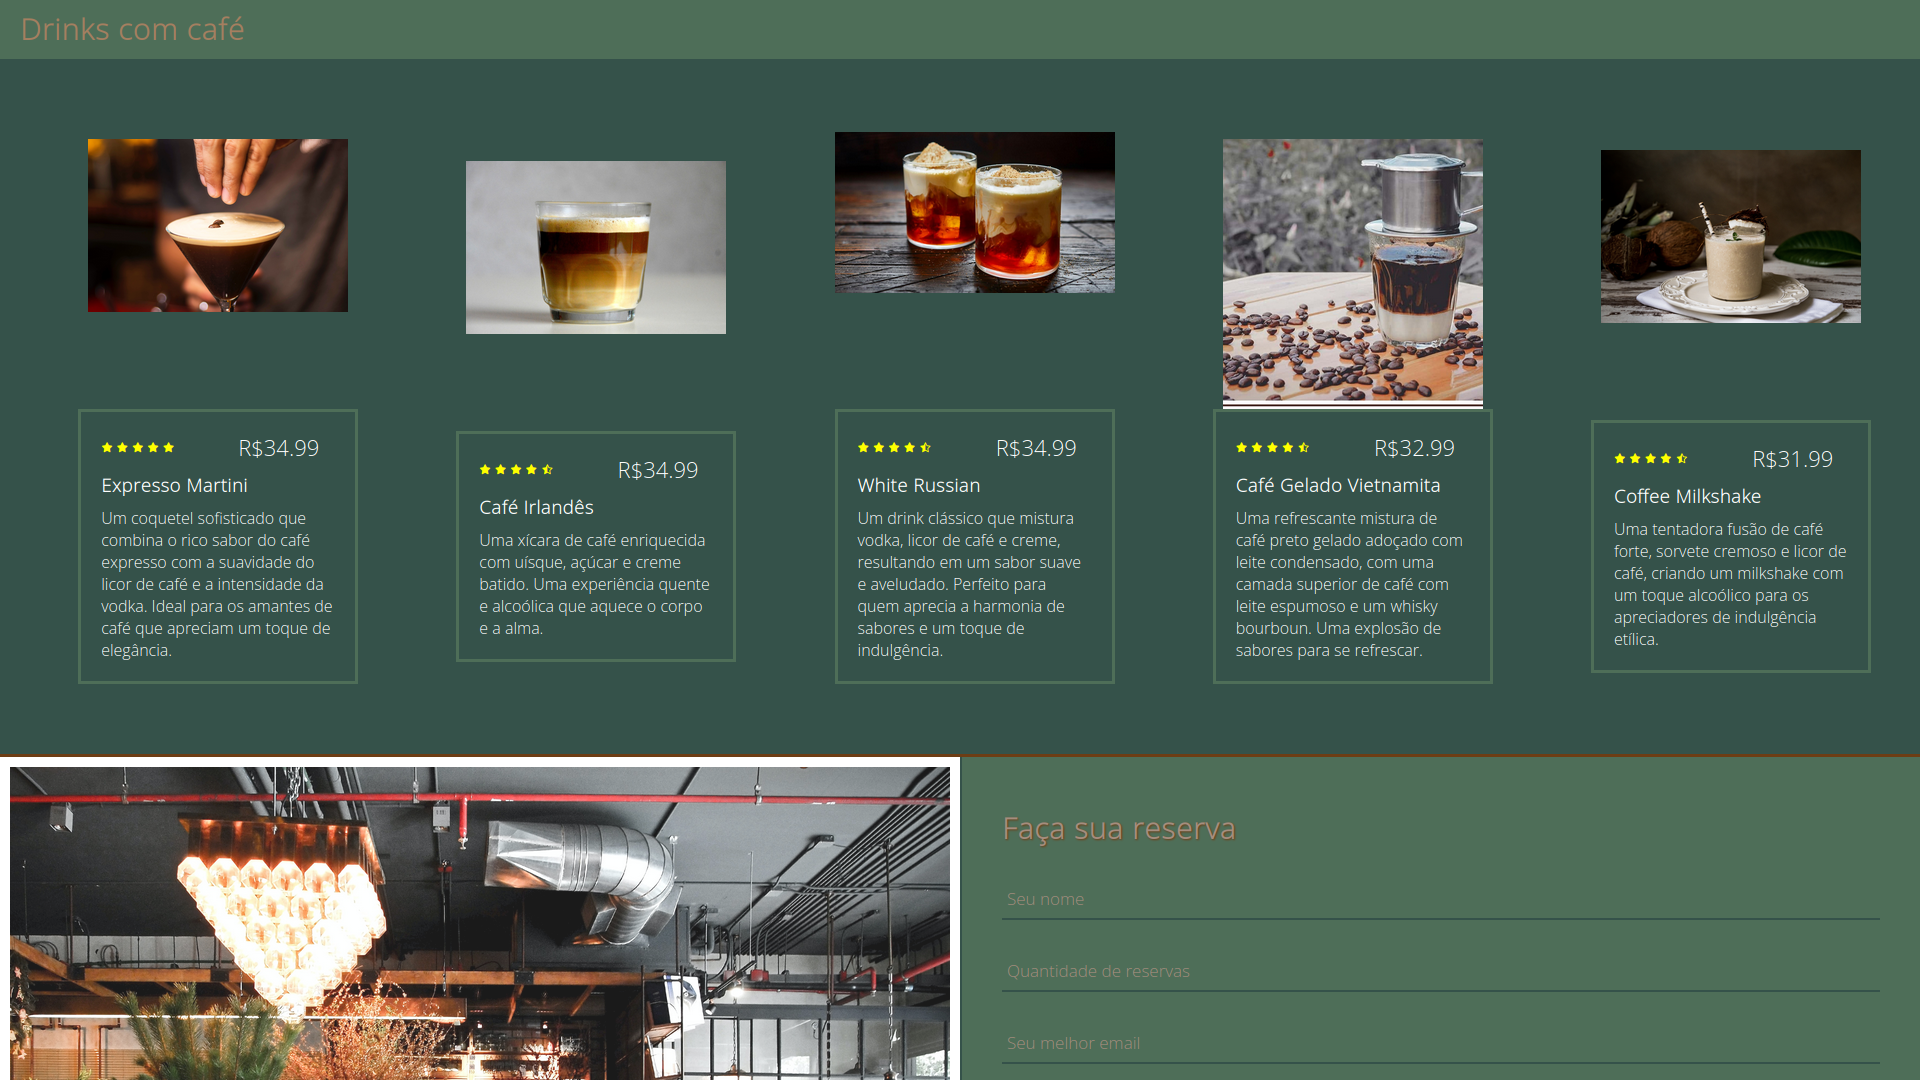 Drinks com café
R$34.99
Expresso Martini
Um coquetel sofisticado que
combina o rico sabor do café
expresso com a suavidade do
licor de café e a intensidade da
vodka. Ideal para os amantes de
café que apreciam um toque de
elegância.
R$34.99
Café Irlandês
Uma xícara de café enriquecida
com uísque, açúcar e creme
batido. Uma experiência quente
e alcoólica que aquece o corpo
e a alma.
R$34.99
White Russian
Um drink clássico que mistura
vodka, licor de café e creme,
resultando em um sabor suave
e aveludado. Perfeito para
quem aprecia a harmonia de
sabores e um toque de
indulgência.
R$32.99
Café Gelado Vietnamita
Uma refrescante mistura de
café preto gelado adoçado com
leite condensado, com uma
camada superior de café com
leite espumoso e um whisky
bourboun. Uma explosão de
sabores para se refrescar.
R$31.99
Coffee Milkshake
Uma tentadora fusão de café
forte, sorvete cremoso e licor de
café, criando um milkshake com
um toque alcoólico para os
apreciadores de indulgência
etílica.
Faça sua reserva
Seu nome
Quantidade de reservas
Seu melhor email